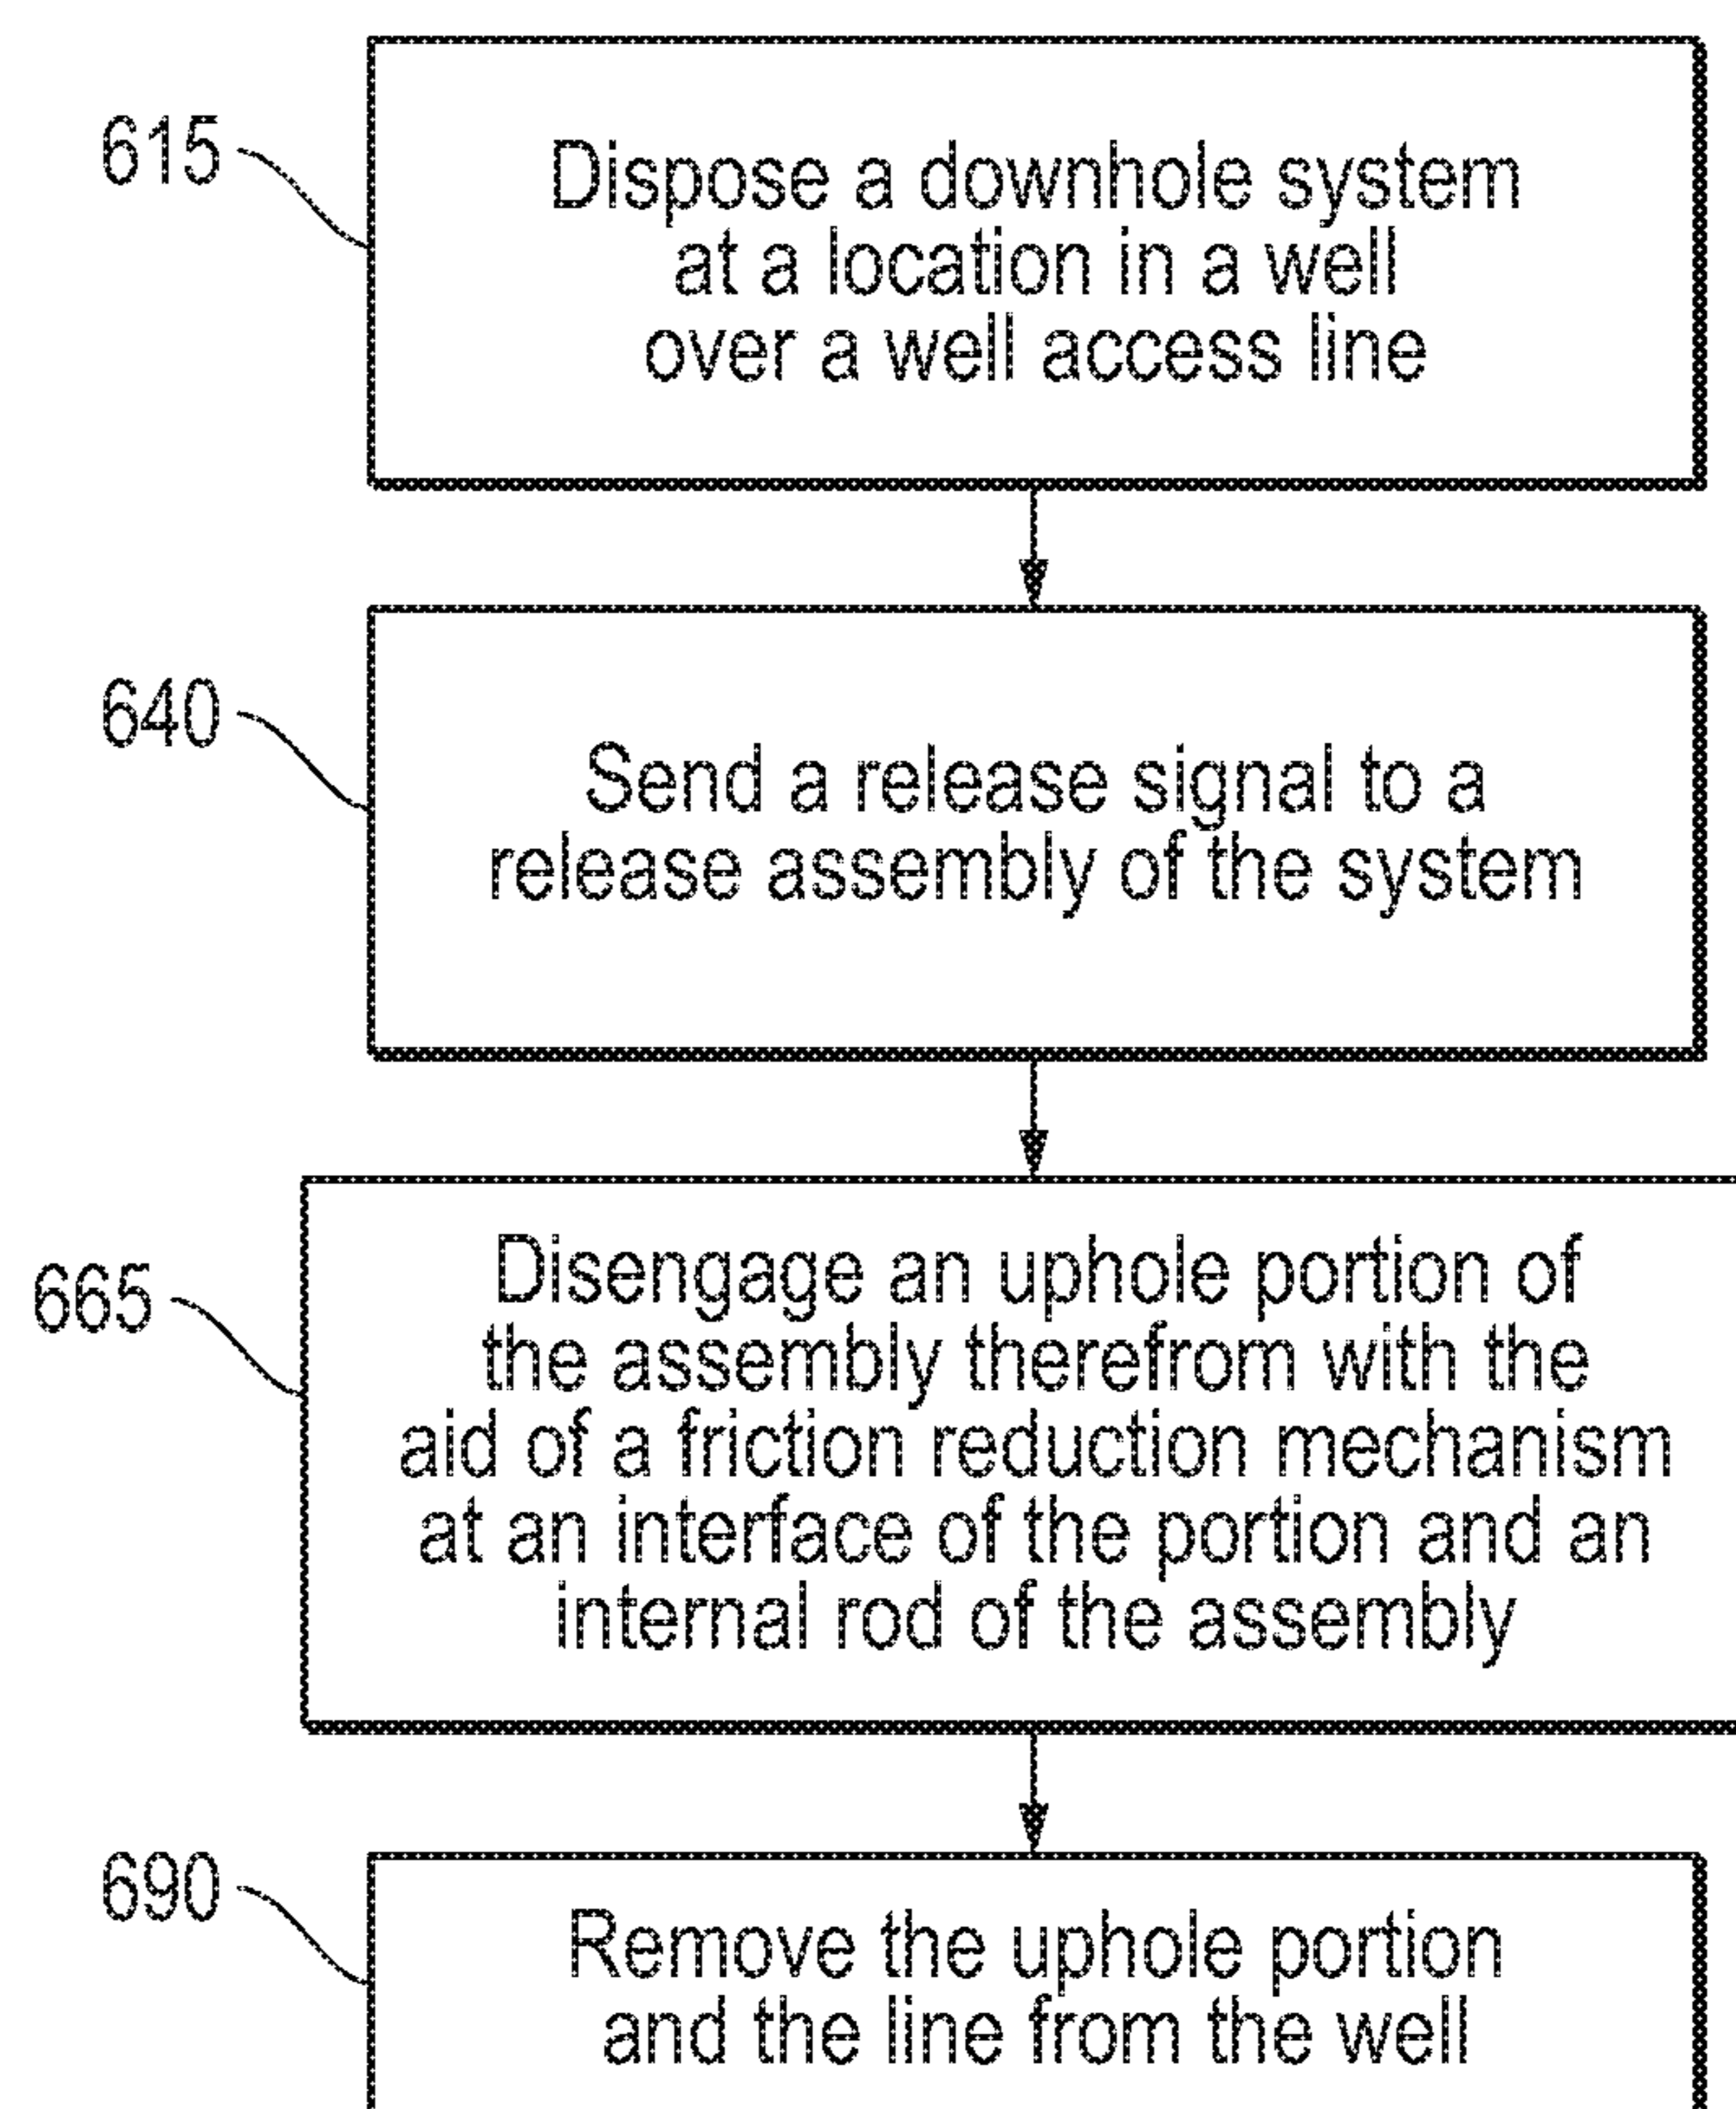 615
Dispose a downhole system
at a location in a well
over a well access line
640
Send a release signal to a
release assembly of the system
665
Disengage an uphole portion of
the assembly therefrom with the
aid of a friction reduction mechanism
at an interface of the portion and an
internal rod of the assembly
690
Remove the uphole portion
and the line from the well